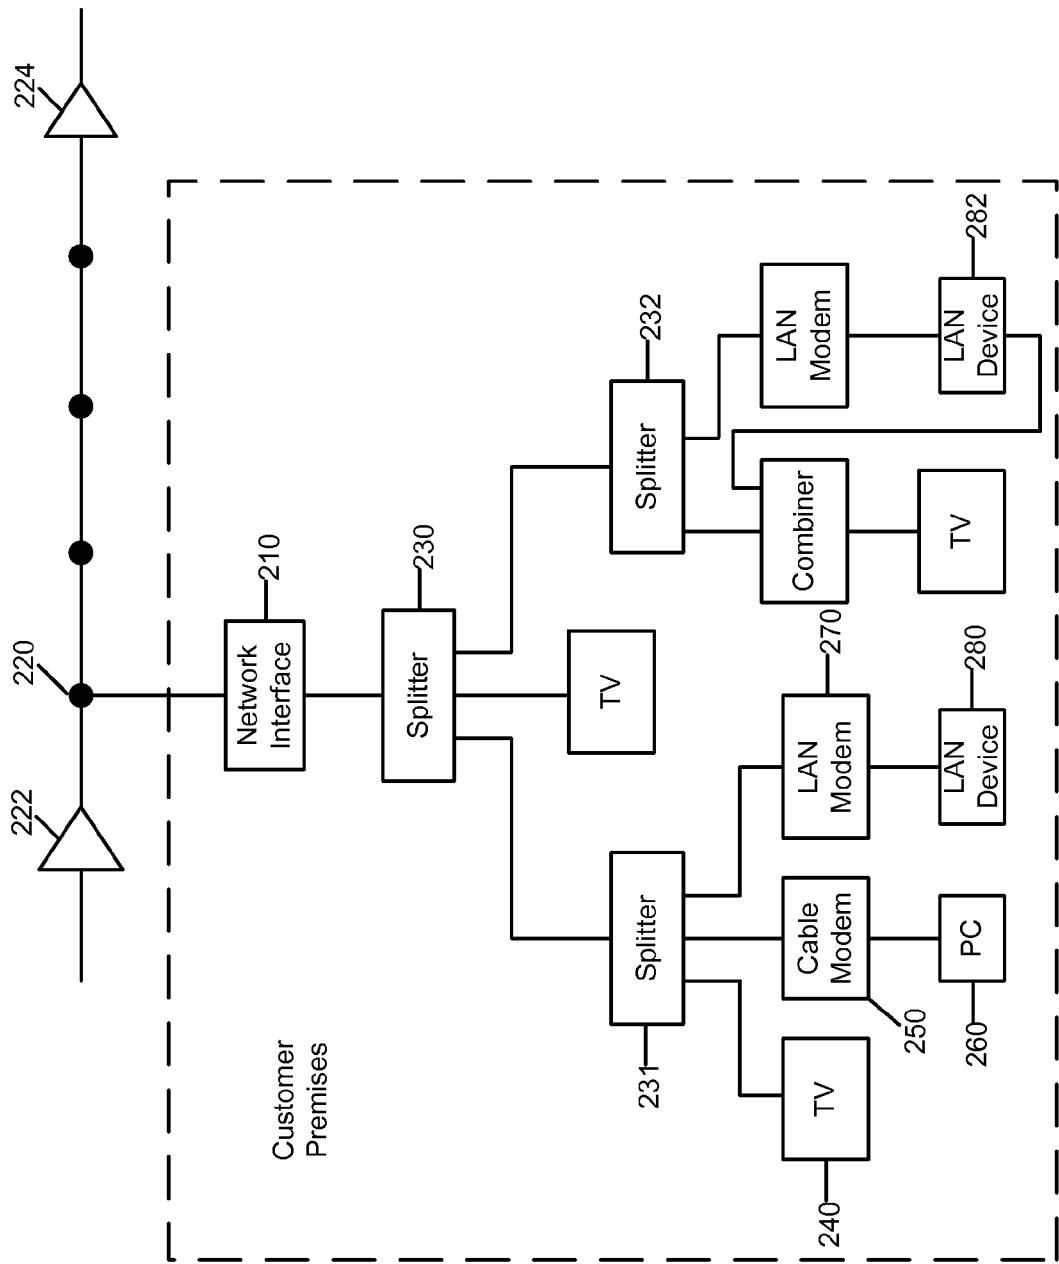 224
220
222
210
Network
Interface
230
Splitter
TV
232
Splitter
231
Splitter
LAN
Modem
282
LAN
Device
Combiner
TV
270
LAN
Modem
280
LAN
Device
Cable
Modem
250
PC
260
TV
240
Customer
Premises